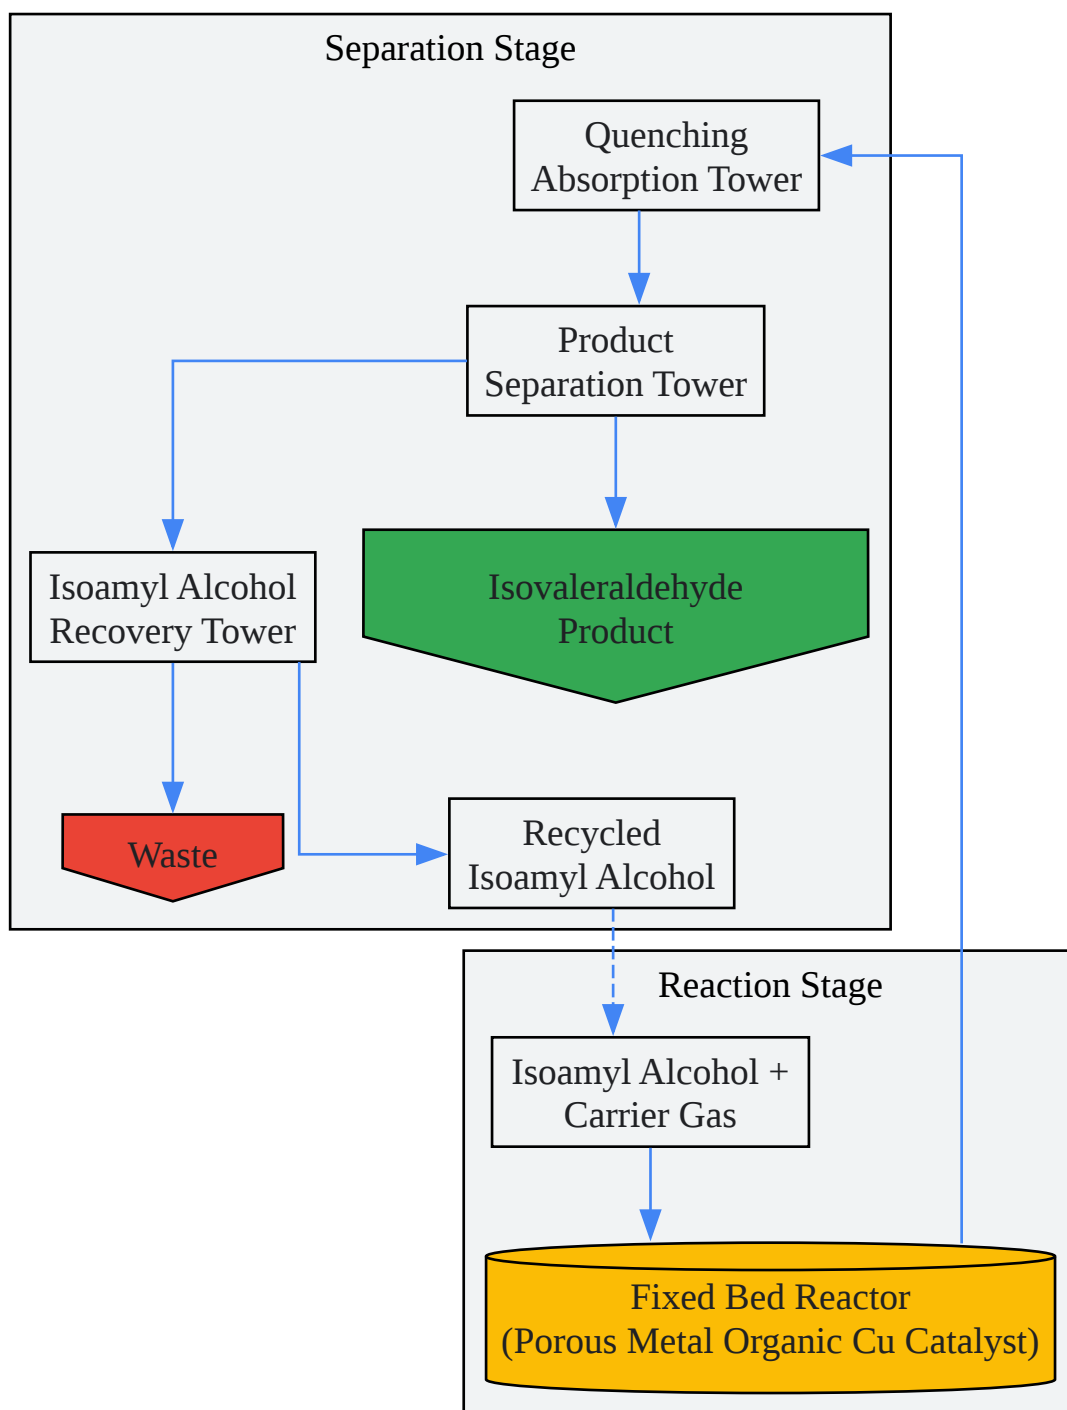 Separation Stage
Quenching
Absorption Tower
Product
Separation Tower
Isoamyl Alcohol
Recovery Tower
Isovaleraldehyde
Product
Waste
Recycled
Isoamyl Alcohol
Reaction Stage
Isoamyl Alcohol +
Carrier Gas
Fixed Bed Reactor
(Porous Metal Organic Cu Catalyst)